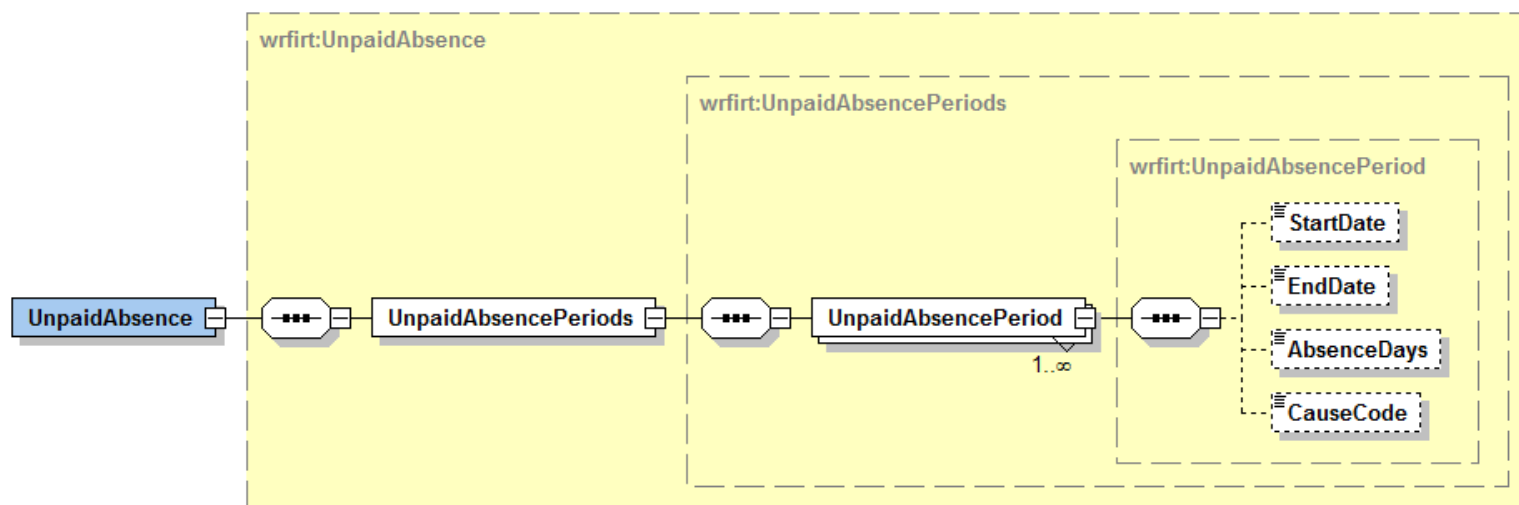 wrfirt:UnpaidAbsence
wrfirt:UnpaidAbsencePeriods
wrfirt:UnpaidAbsencePeriod
StartDate
EndDate
UnpaidAbsence
UnpaidAbsencePeriods
UnpaidAbsencePeriod
1..∞
AbsenceDays
CauseCode